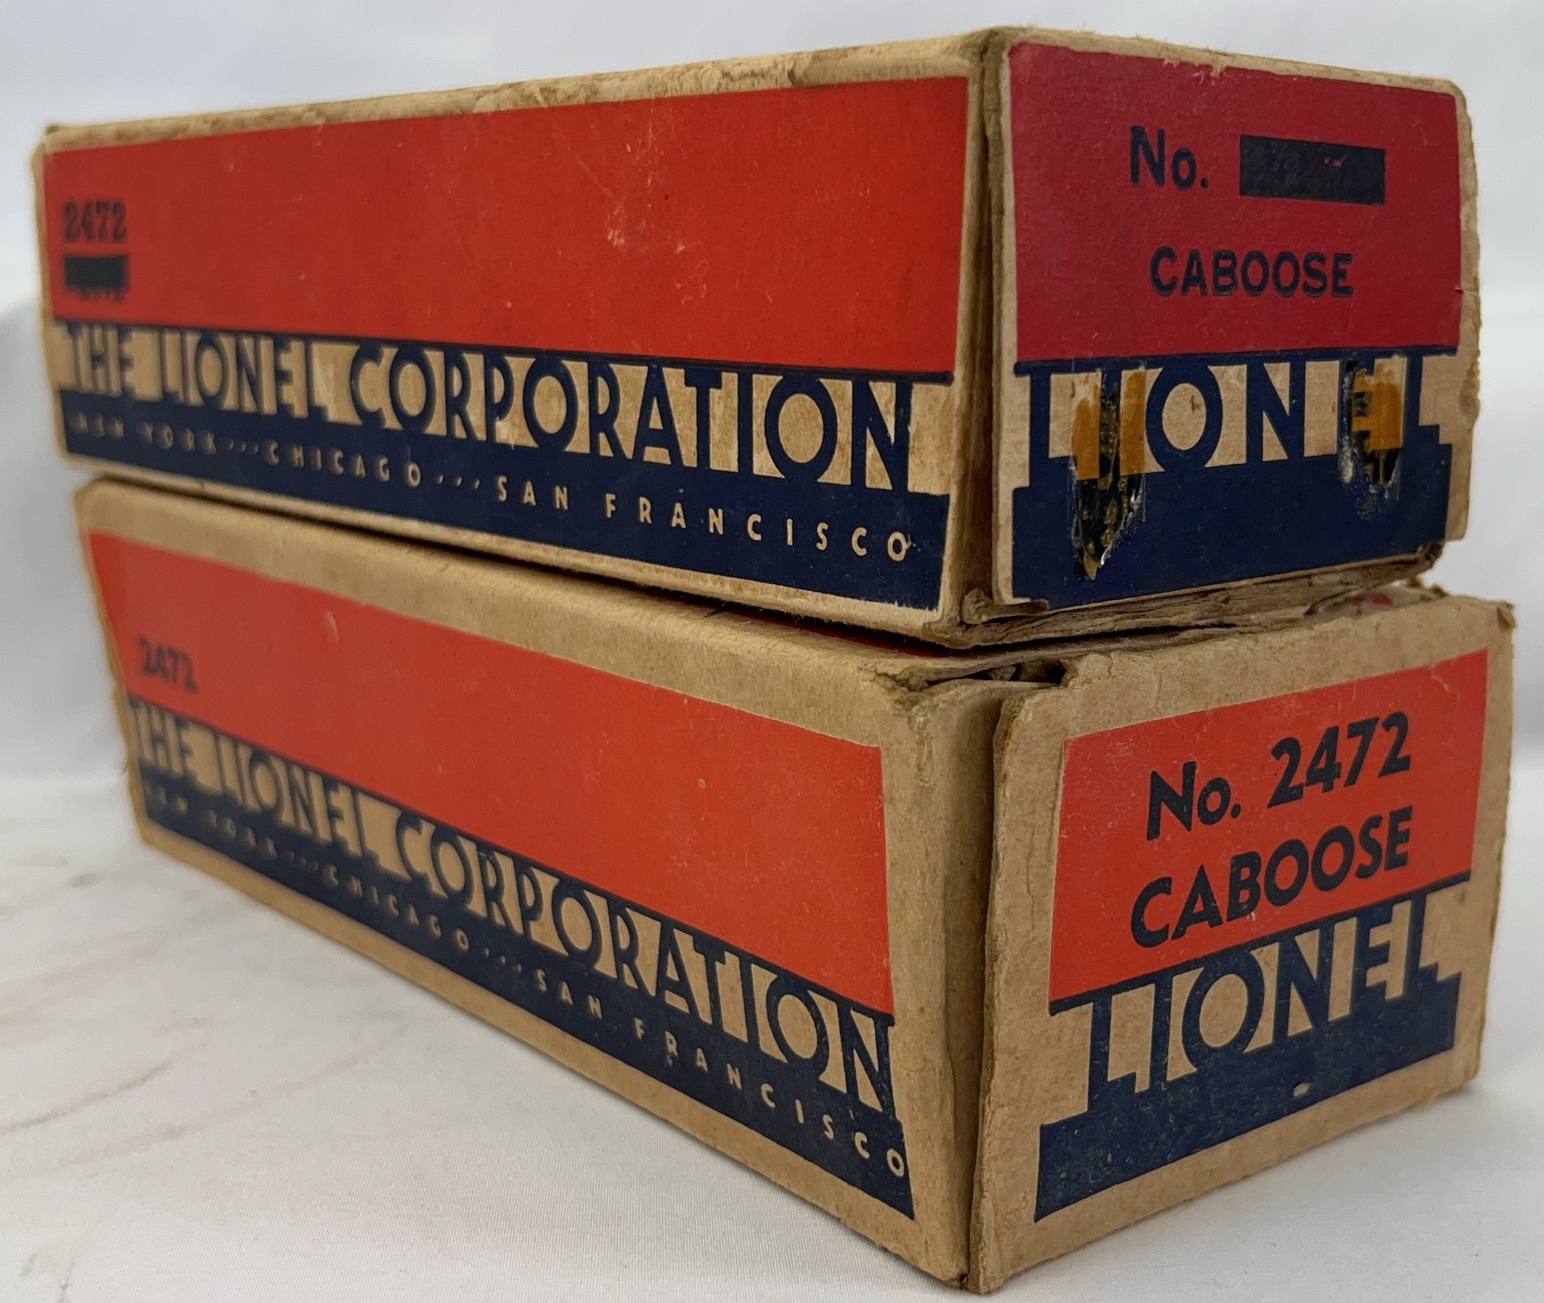 2472
THE LIONEL CORPORATION
NEW YORK···CHICAGO···SAN FRANCISCO
No.
CABOOSE
LIONEL
2472
THE LIONEL CORPORATION
NEW YORK···CHICAGO···SAN FRANCISCO
No. 2472
CABOOSE
LIONEL